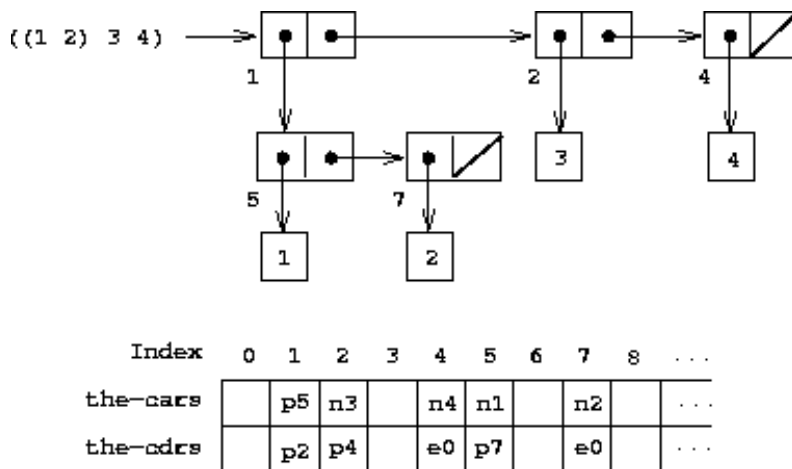 ((1 2) 3 4)
1 2 4
3 4
5 7
1 2
Index 0 1 2 3 4 5 6 7 8 ...
the-cars p5 n3 n4 n1 n2 ...
the-cdrs p2 p4 e0 p7 e0 ...